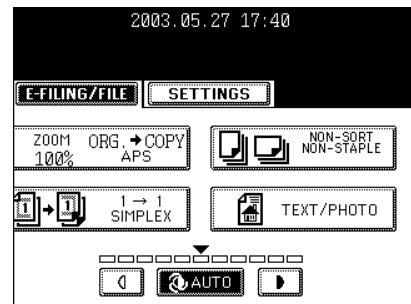 2003.05.27 17:40
E-FILING/FILE SETTINGS
ZOOM ORG.→COPY
100% APS
NON-SORT
NON-STAPLE
1→1
SIMPLEX
TEXT/PHOTO
AUTO